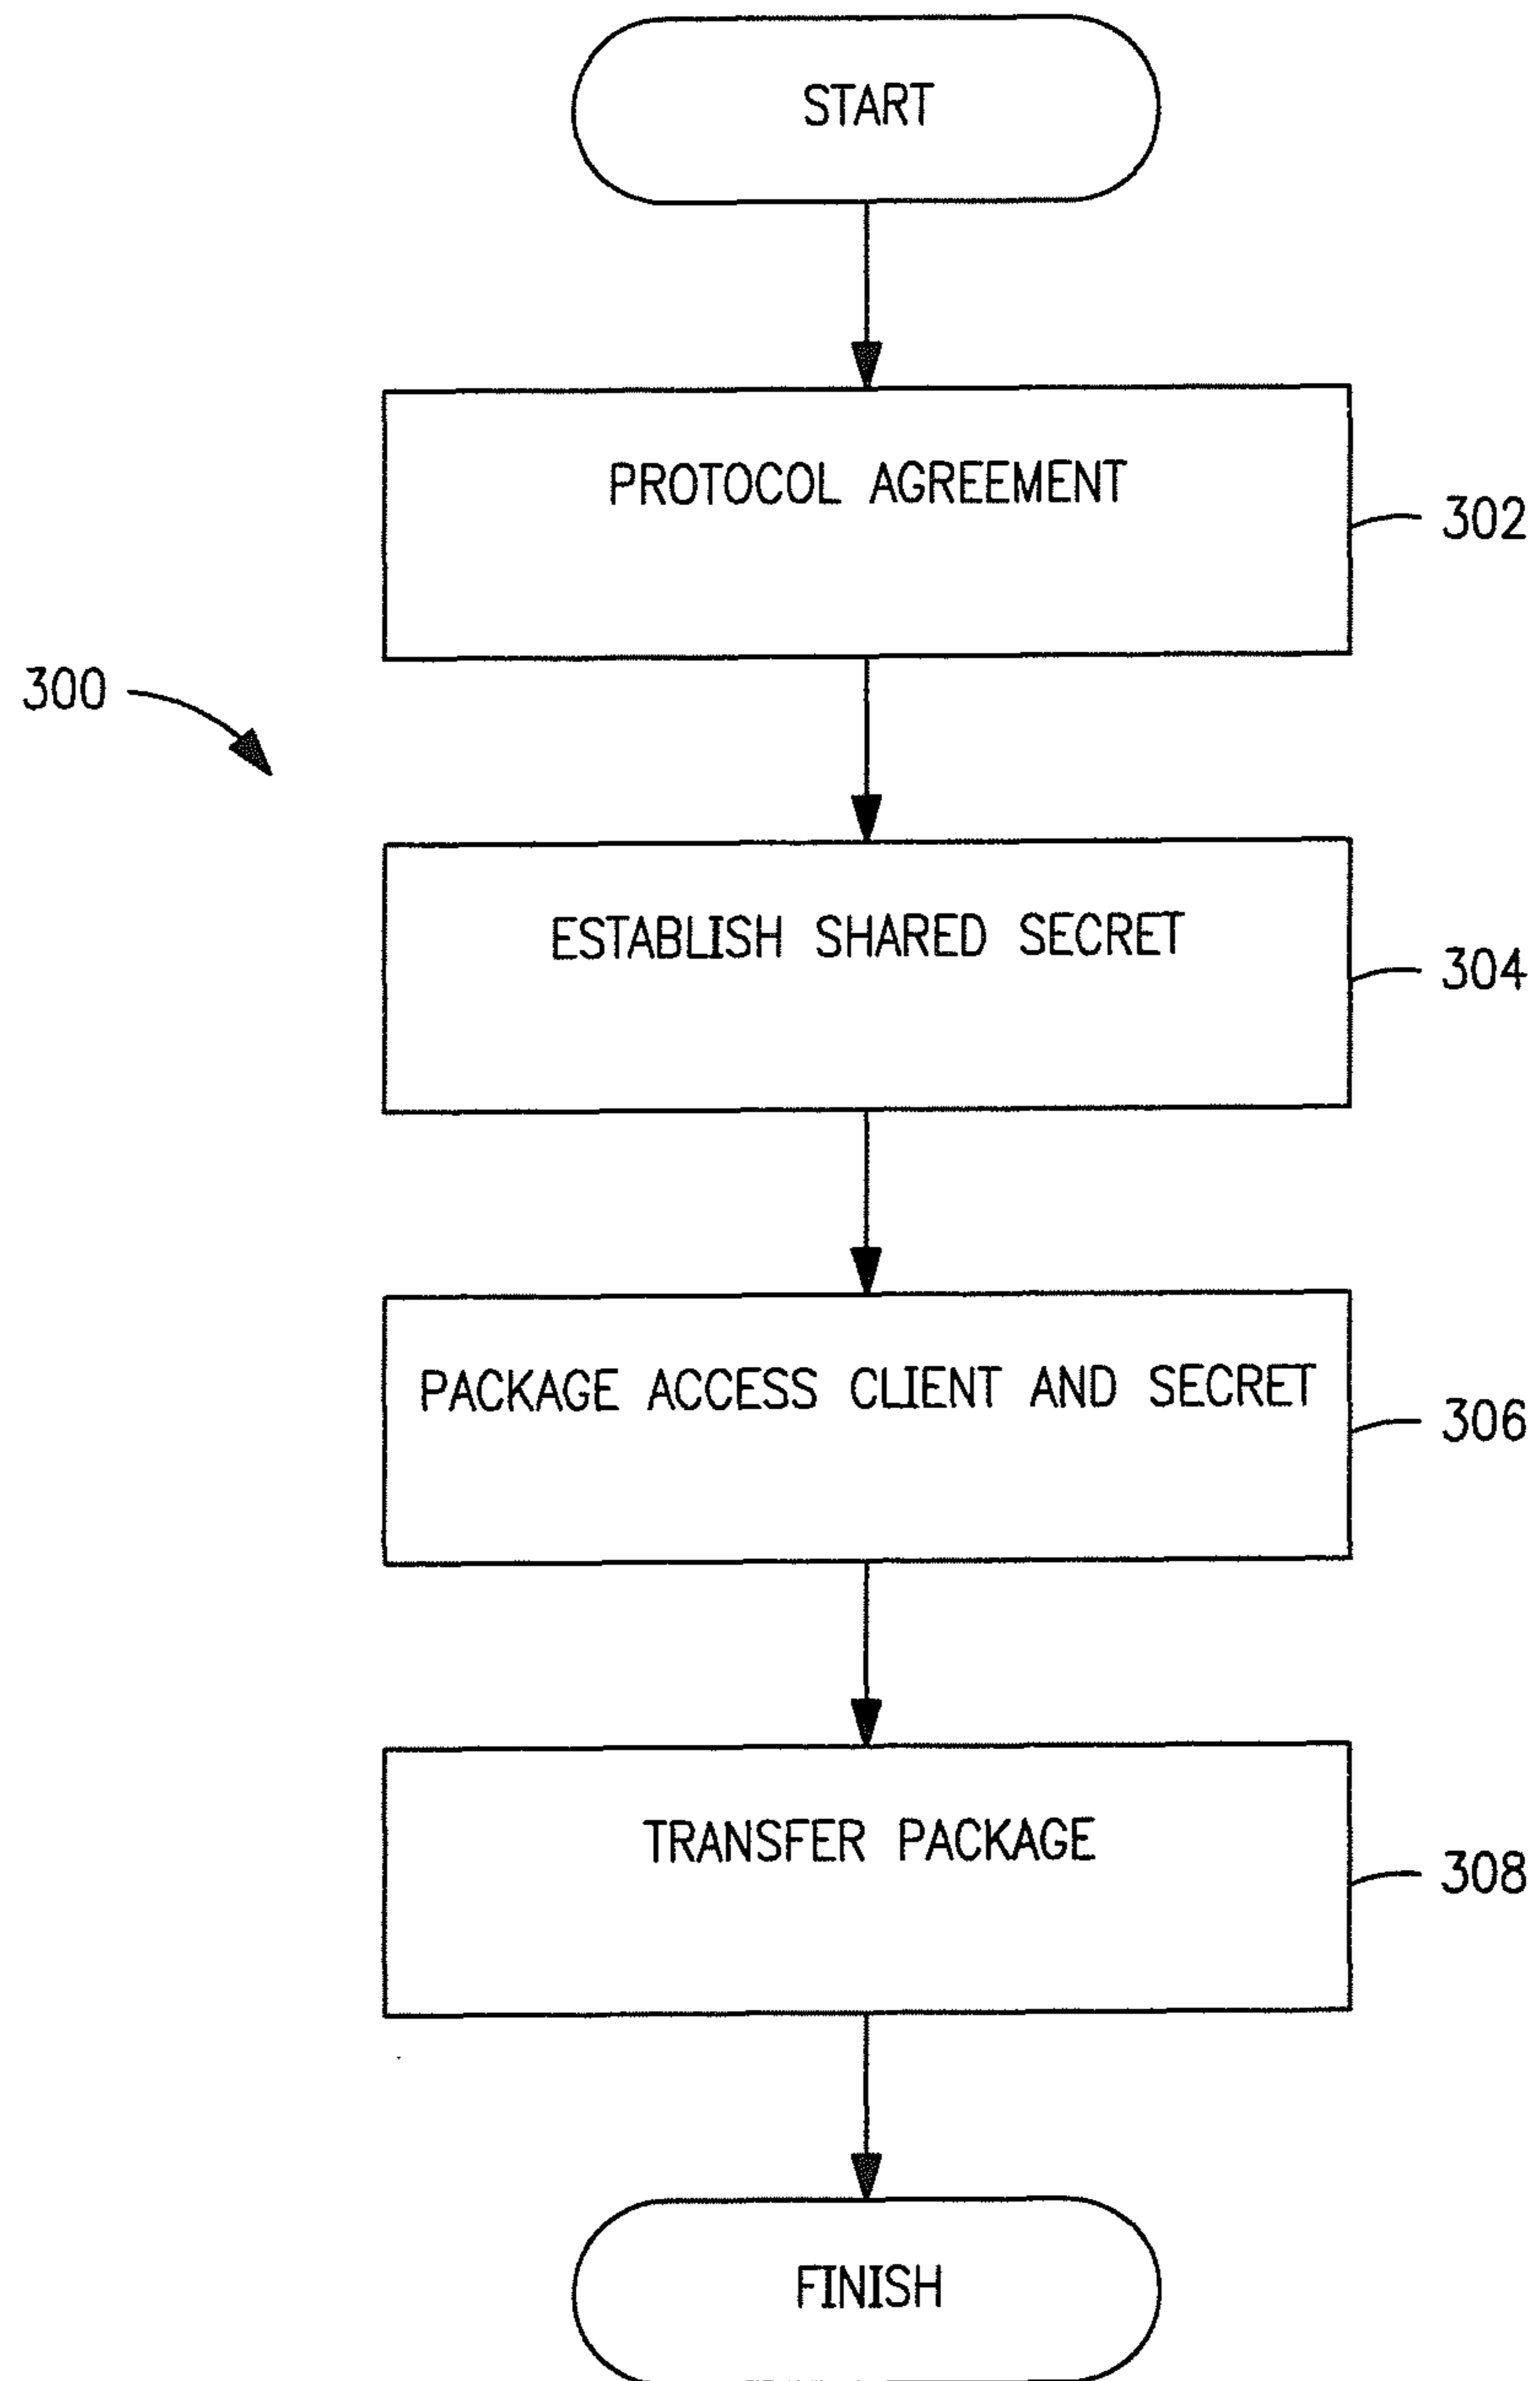 START
PROTOCOL AGREEMENT
302
300
ESTABLISH SHARED SECRET
304
PACKAGE ACCESS CLIENT AND SECRET
306
TRANSFER PACKAGE
308
FINISH